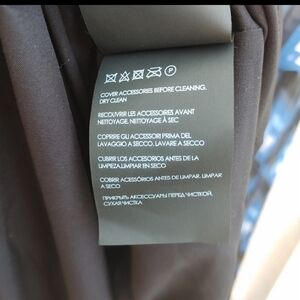 P
COVER ACCESSORIES BEFORE CLEANING.
DRY CLEAN
RECOUVRIR LES ACCESSOIRES AVANT
NETTOYAGE. NETTOYAGE À SEC
COPRIRE GLI ACCESSORI PRIMA DEL
LAVAGGIO A SECCO. LAVARE A SECCO
CUBRIR LOS ACCESORIOS ANTES DE LA
LIMPIEZA.LIMPIAR EN SECO
COBRIR ACESSÓRIOS ANTES DE LIMPAR. LIMPAR
A SECO
ПРИКРЫТЬ АКСЕССУАРЫ ПЕРЕД ЧИСТКОЙ.
СУХАЯ ЧИСТКА